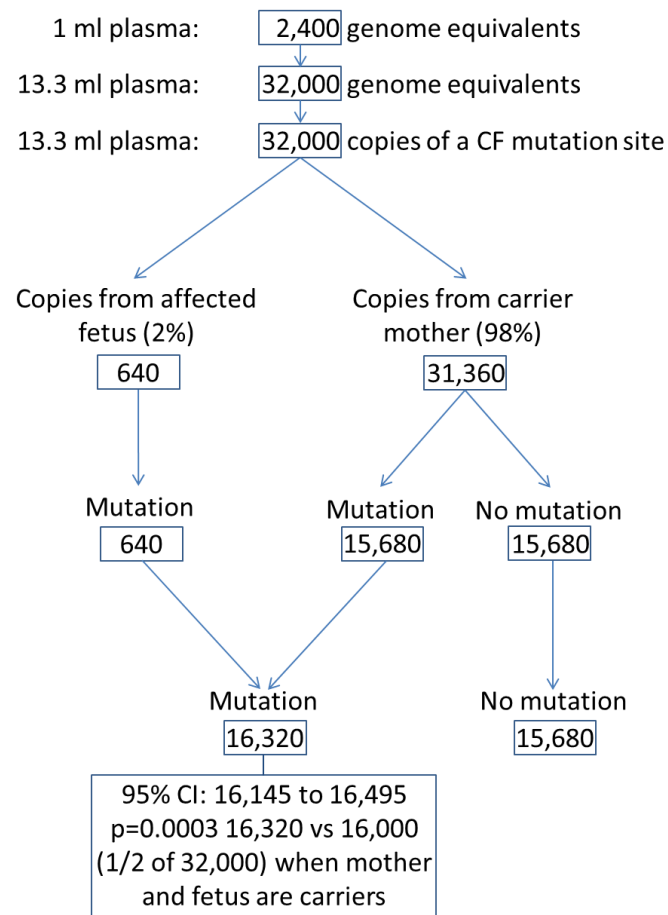 1 ml plasma: 2,400 genome equivalents
13.3 ml plasma: 32,000 genome equivalents
13.3 ml plasma: 32,000 copies of a CF mutation site
Copies from affected
fetus (2%)
640
Copies from carrier
mother (98%)
31,360
Mutation
640
Mutation
15,680
No mutation
15,680
Mutation
16,320
No mutation
15,680
95% CI: 16,145 to 16,495
p=0.0003 16,320 vs 16,000
(1/2 of 32,000) when mother
and fetus are carriers